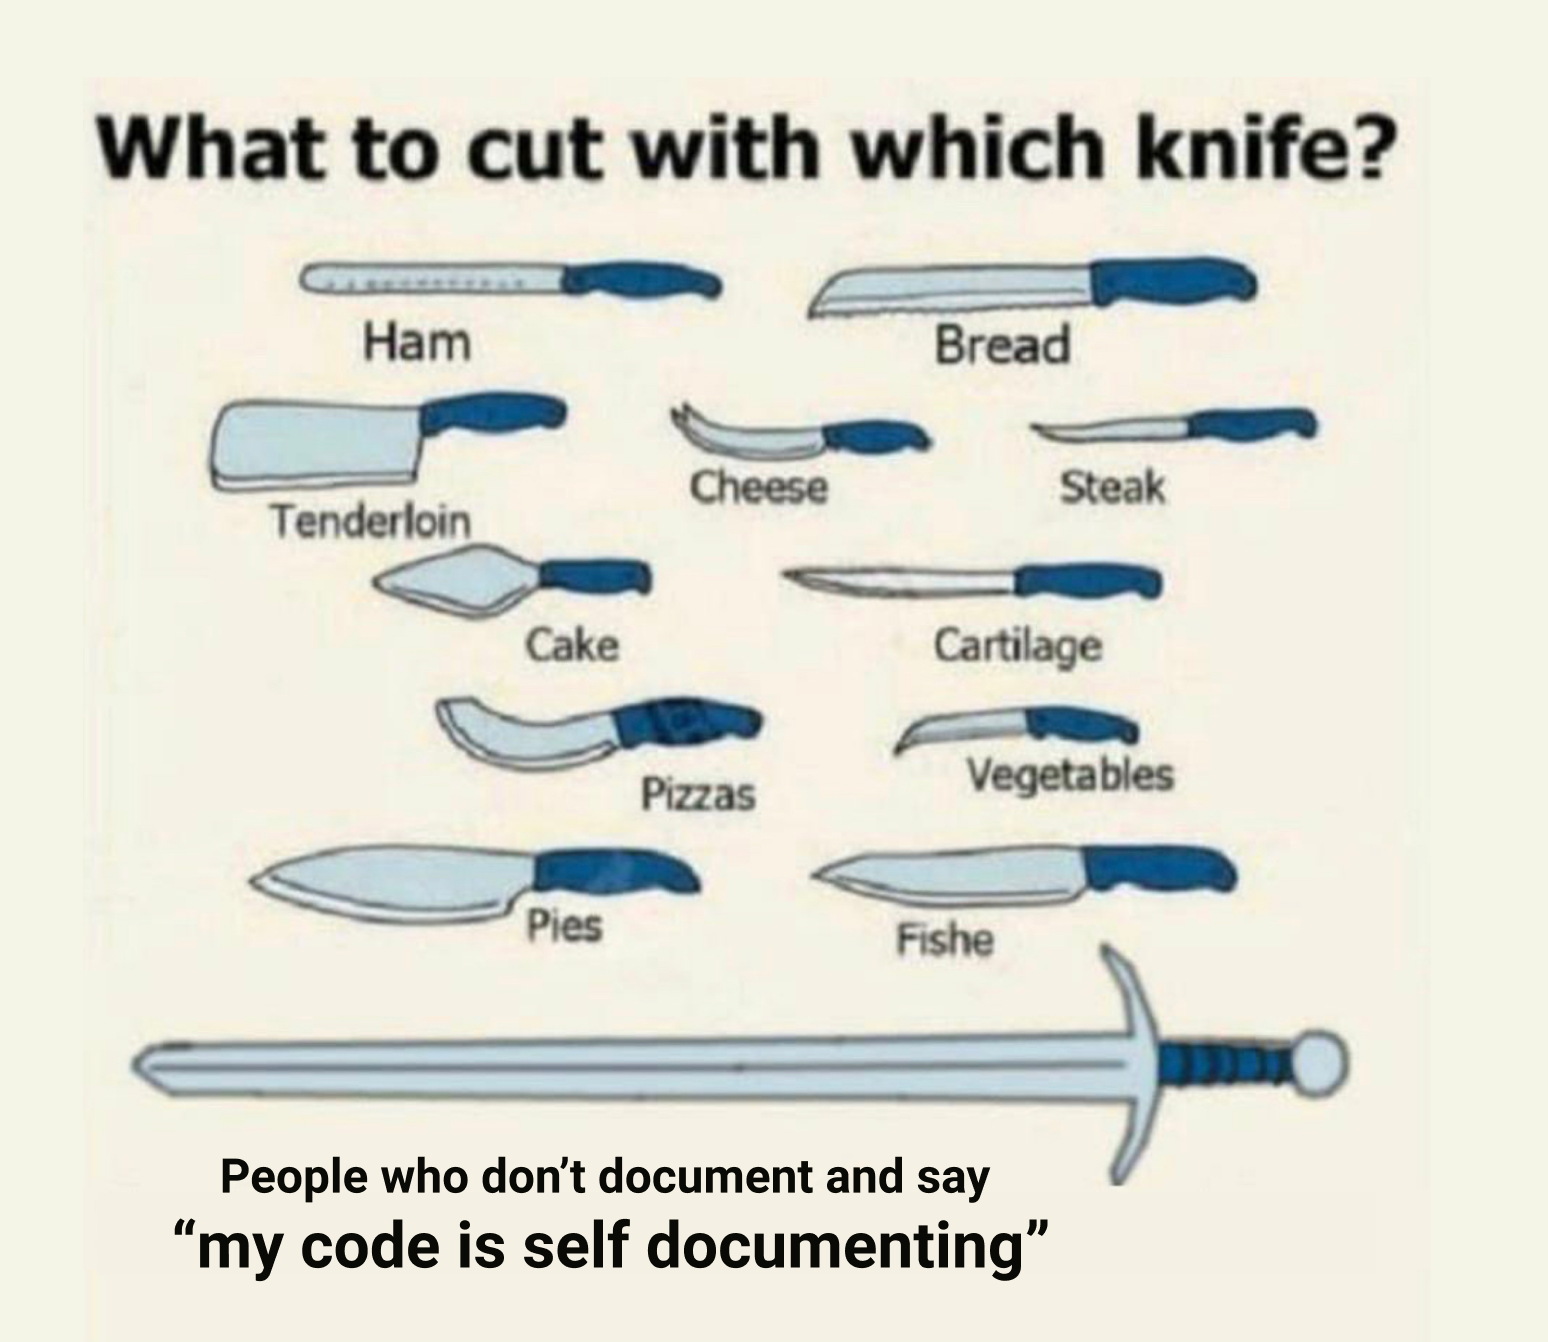 What to cut with which knife?
Ham
Bread
Tenderloin
Cheese
Steak
Cake
Cartilage
Pizzas
Vegetables
Pies
Fishe
People who don’t document and say
“my code is self documenting”